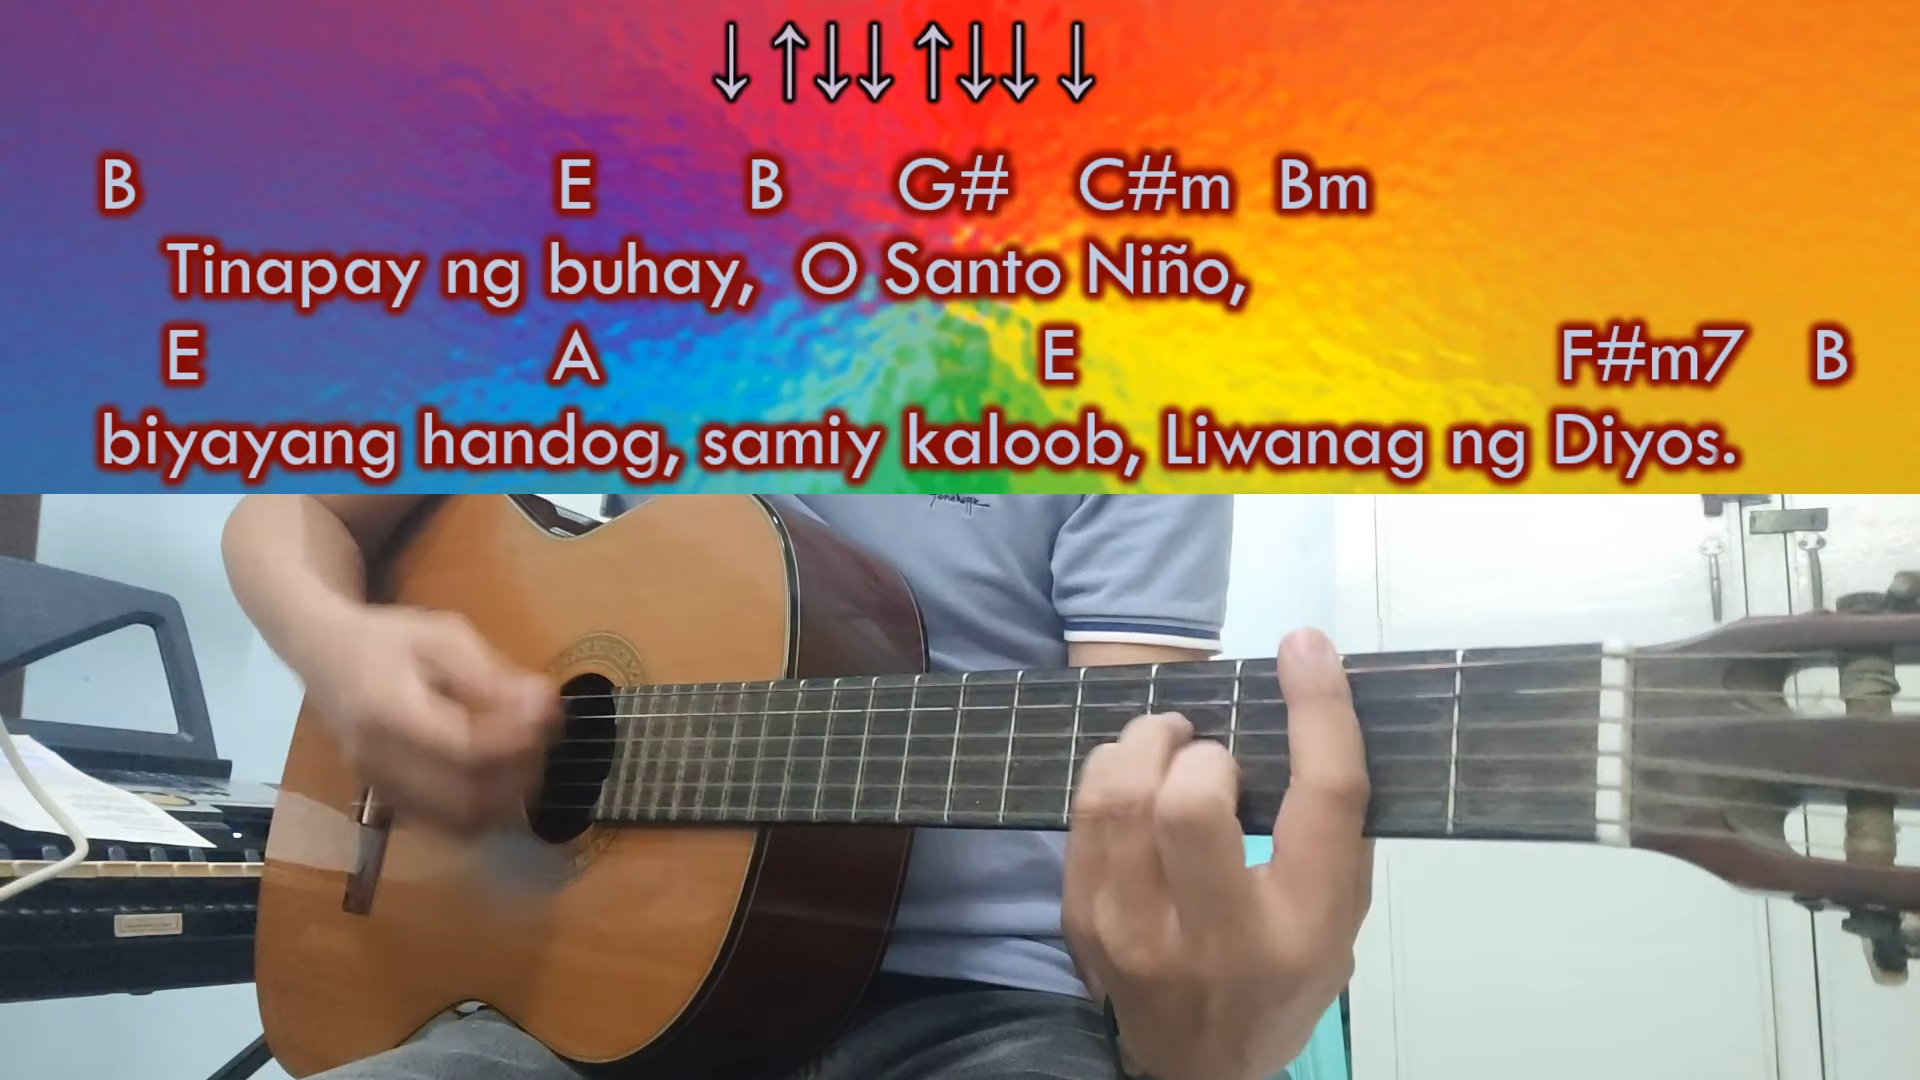 ↓ ↑↓↓ ↑↓↓ ↓
B E B G# C#m Bm
Tinapay ng buhay, O Santo Niño,
E A E F#m7 B
biyayang handog, samiy kaloob, Liwanag ng Diyos.